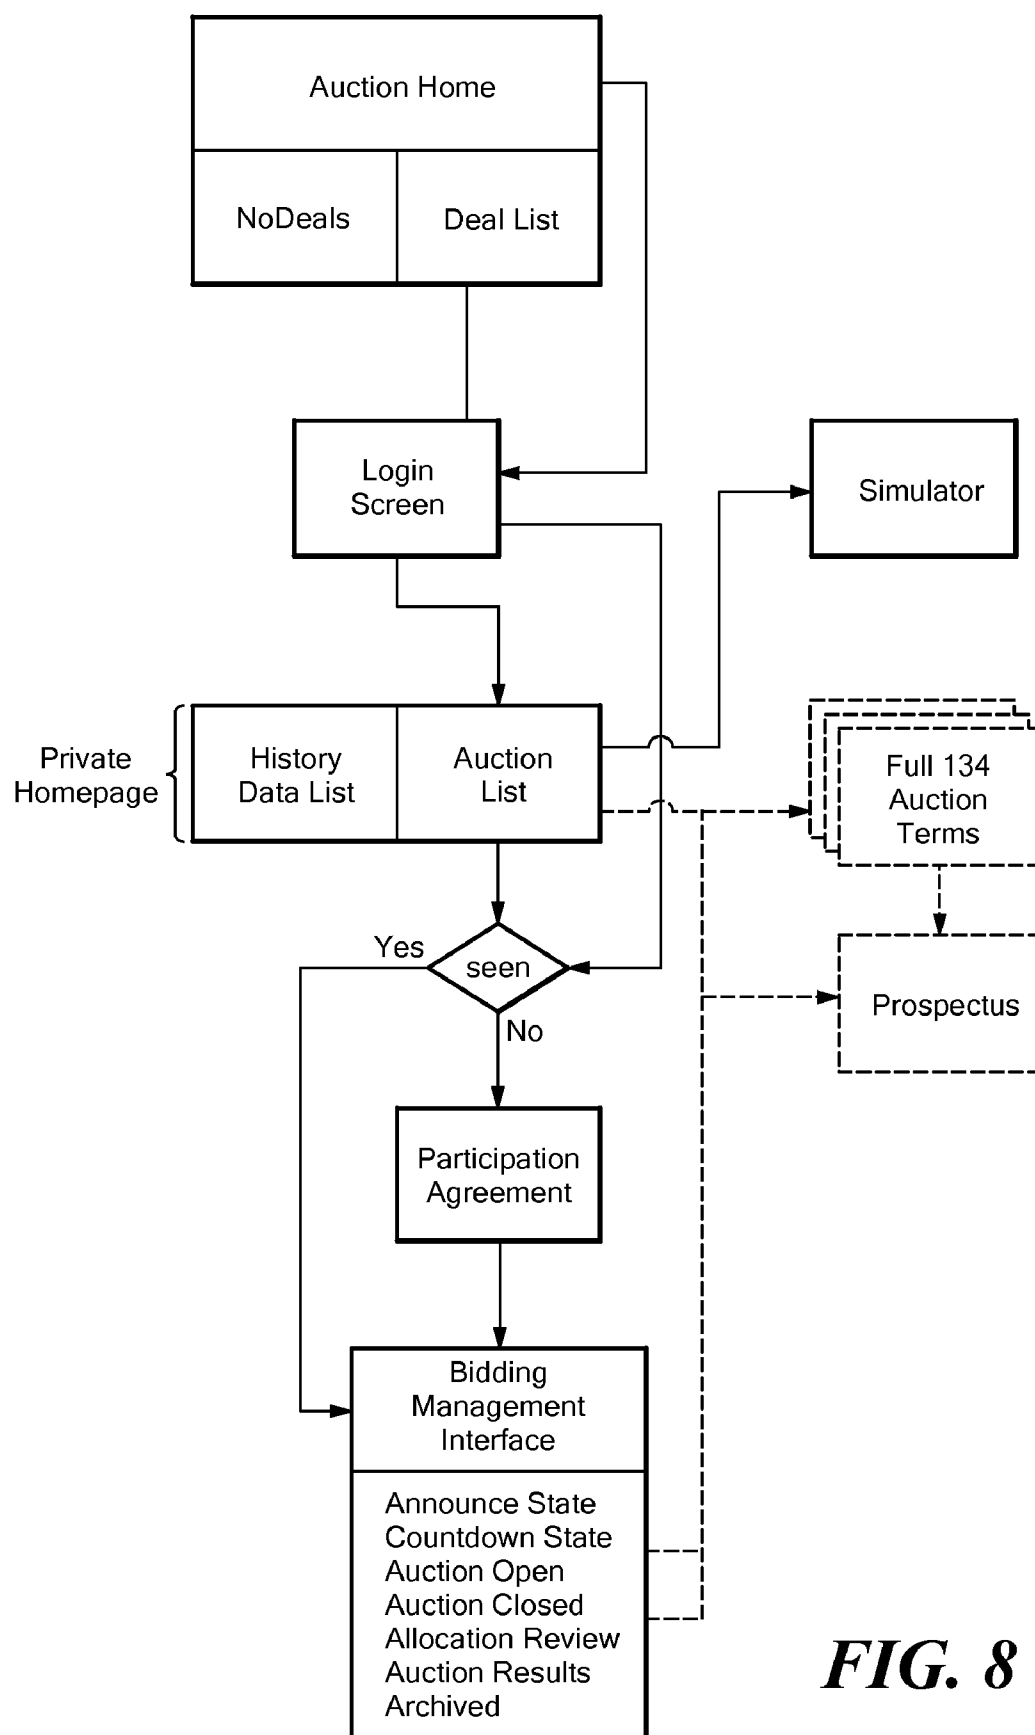 Auction Home
NoDeals
Deal List
Login
Screen
Simulator
Private
Homepage
History
Data List
Auction
List
Full 134
Auction
Terms
Yes
seen
No
Prospectus
Participation
Agreement
Bidding
Management
Interface
Announce State
Countdown State
Auction Open
Auction Closed
Allocation Review
Auction Results
Archived
FIG. 8